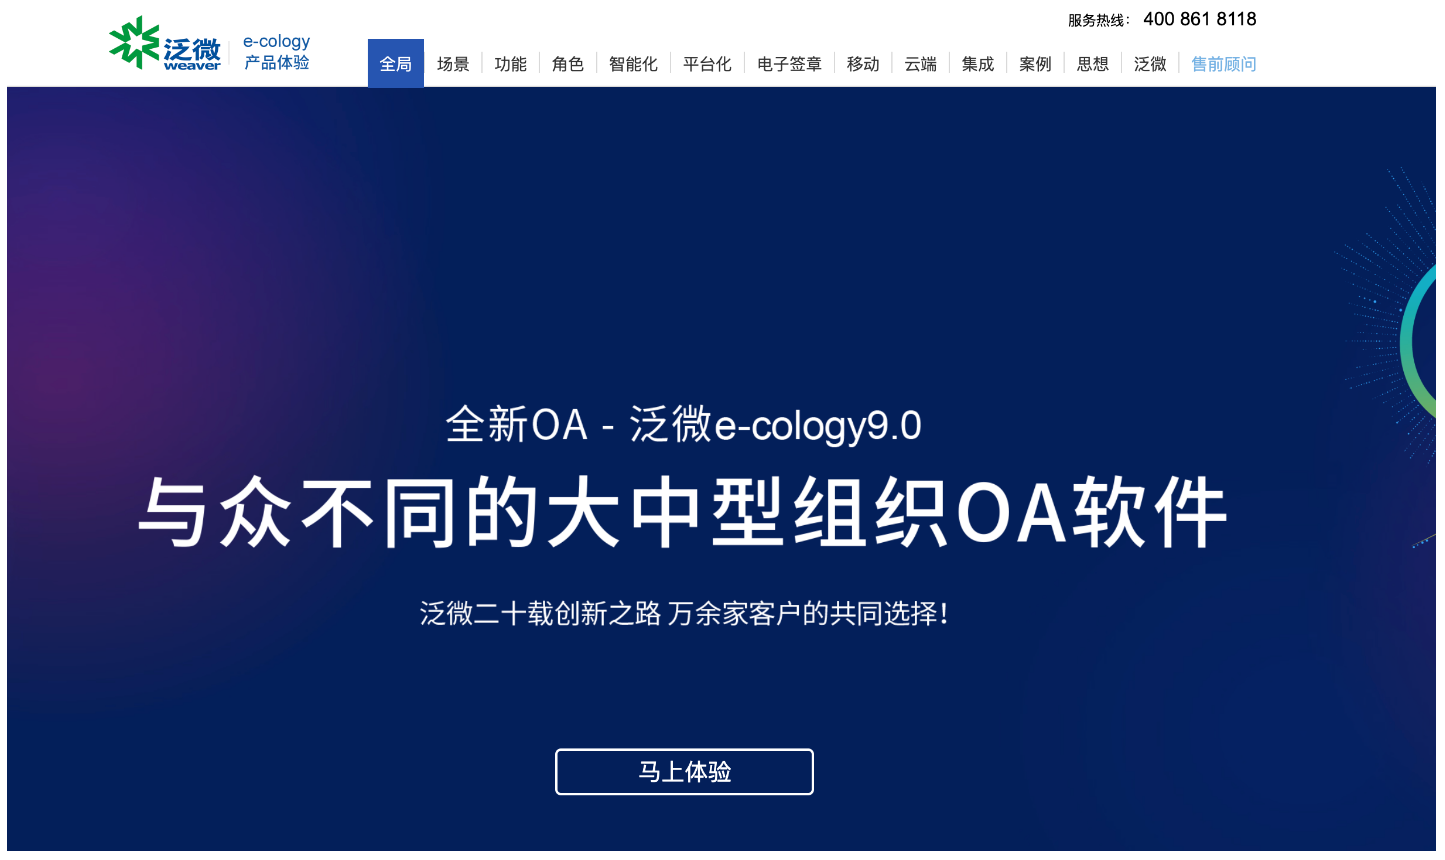 服务热线： 400 861 8118
泛微
weaver
e-cology
产品体验
全局 场景 功能 角色 智能化 平台化 电子签章 移动 云端 集成 案例 思想 泛微 售前顾问
全新OA - 泛微e-cology9.0
与众不同的大中型组织OA软件
泛微二十载创新之路 万余家客户的共同选择！
马上体验